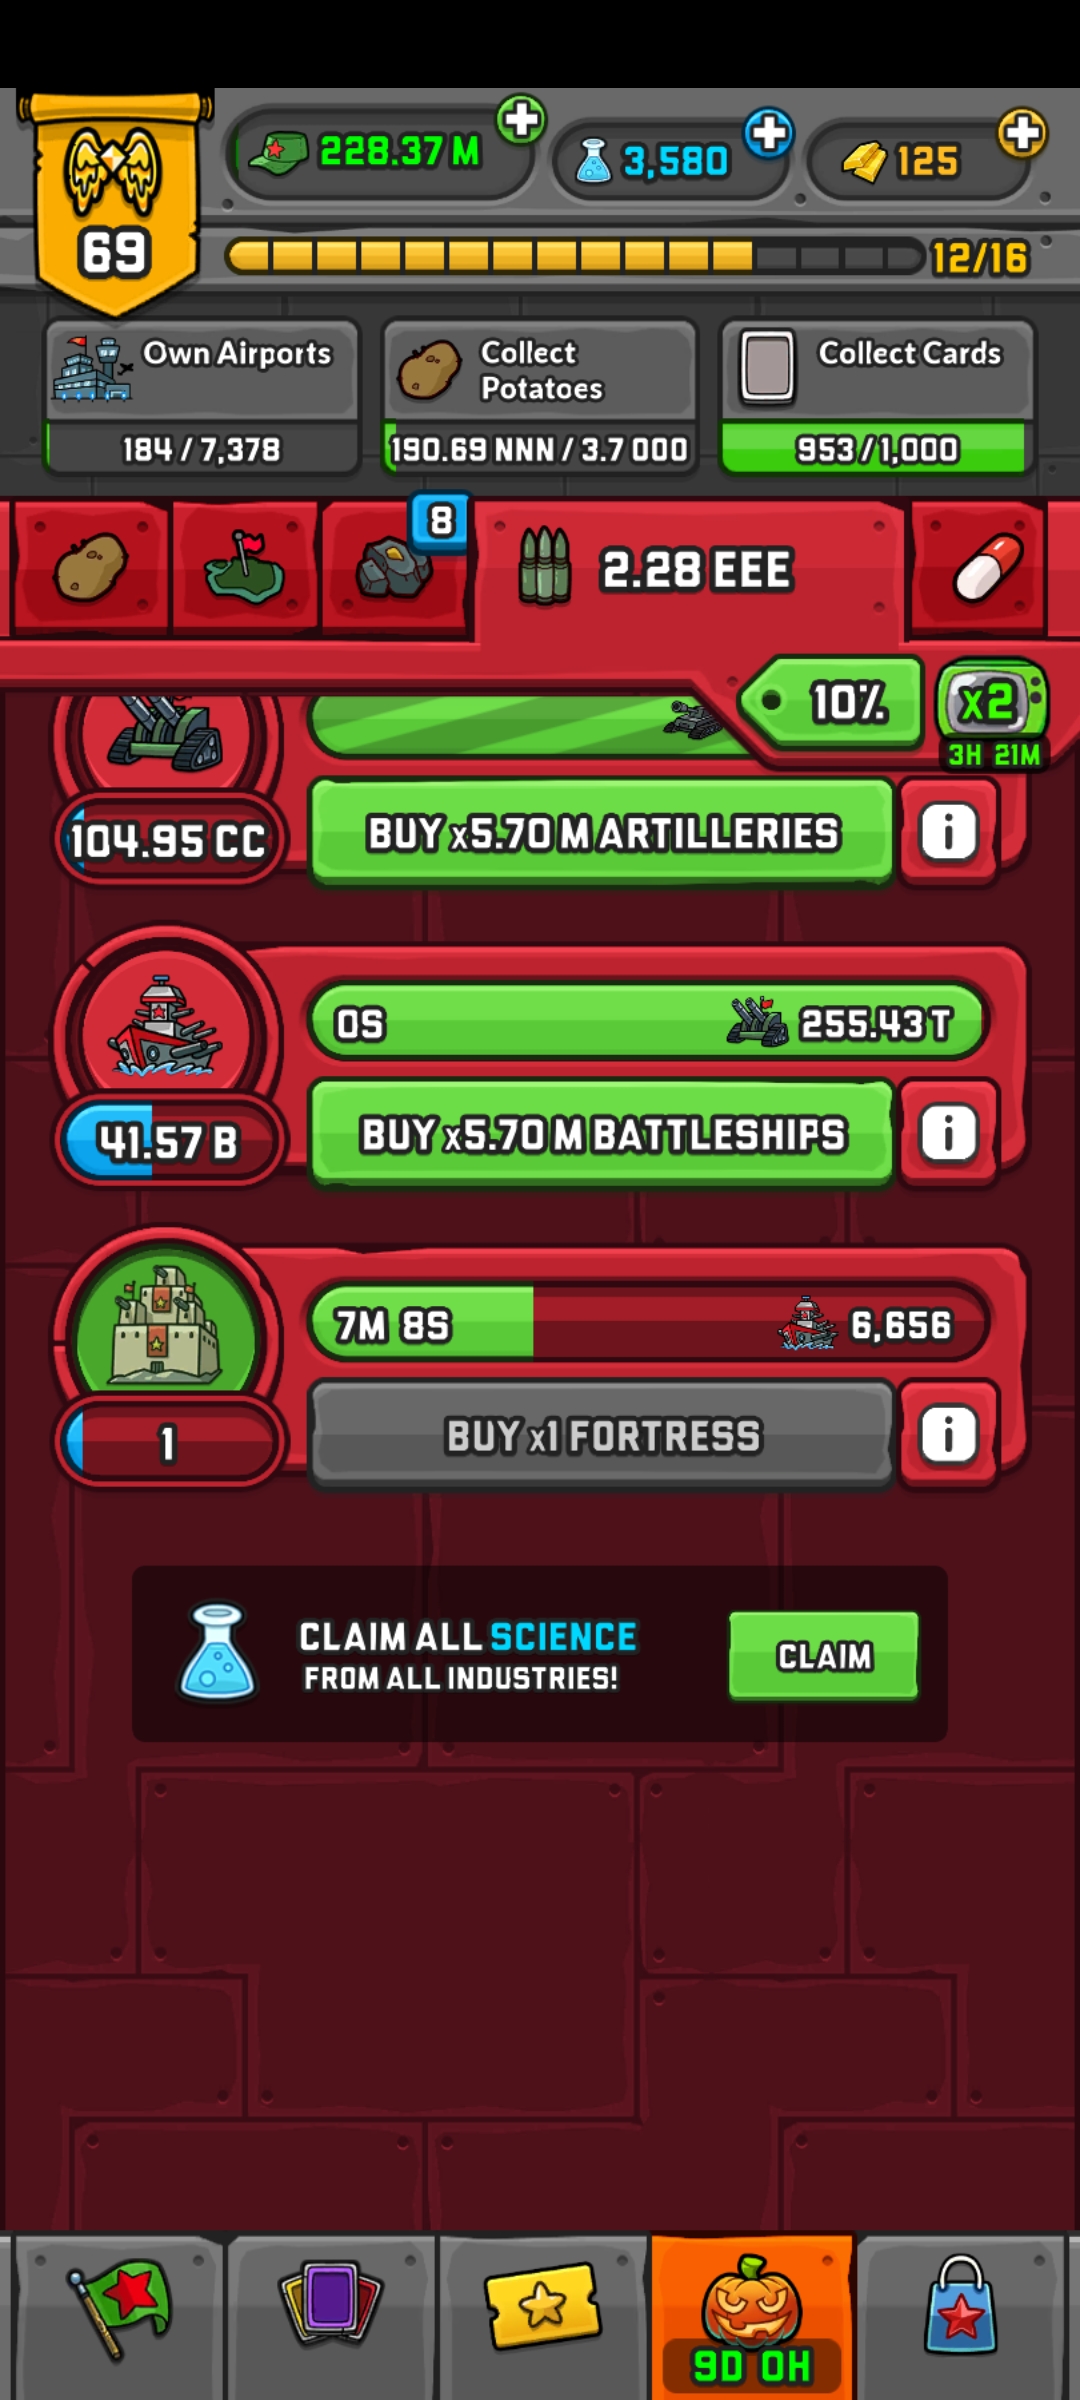 228.37 M
3,580
125
69
12/16
Own Airports
184 / 7,378
Collect
Potatoes
190.69 NNN / 3.7 OOO
Collect Cards
953 / 1,000
8
2.28 EEE
10%
x2
3H 21M
104.95 CC
BUY x5.70 M ARTILLERIES
i
0S
255.43 T
41.57 B
BUY x5.70 M BATTLESHIPS
i
7M 8S
6,656
1
BUY x1 FORTRESS
i
CLAIM ALL SCIENCE
FROM ALL INDUSTRIES!
CLAIM
9D 0H